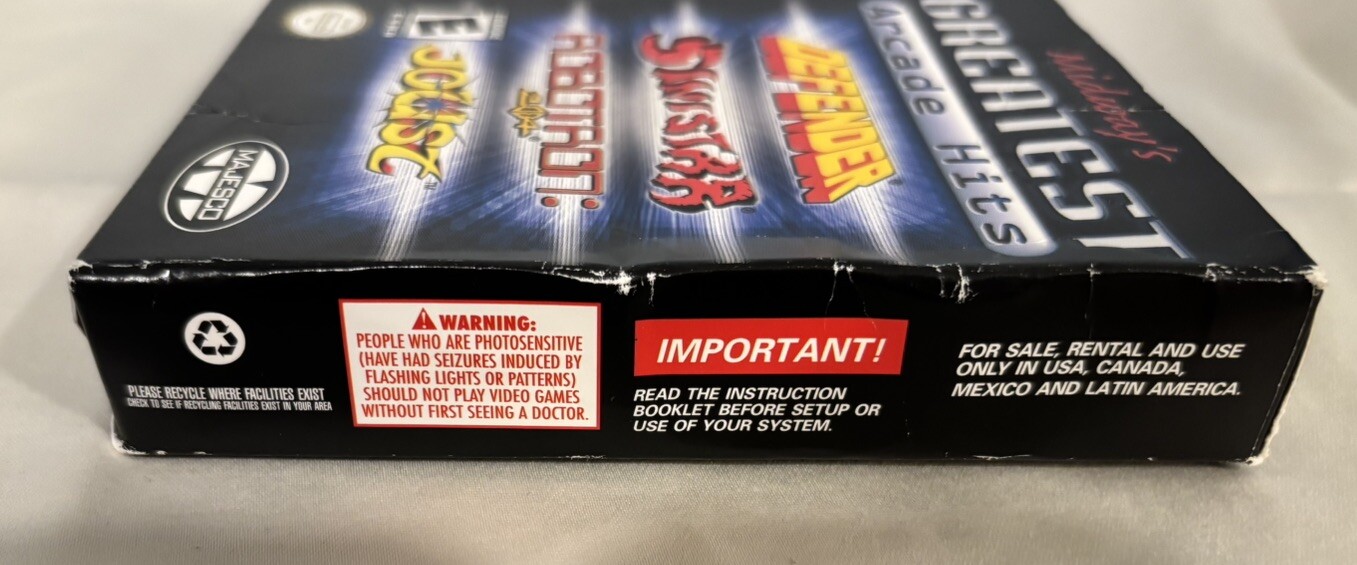 Midway's
GREATEST
Arcade Hits
DEFENDER
SINISTAR
ROBOTRON:
JOUST
TM
E
MAJESCO
PLEASE RECYCLE WHERE FACILITIES EXIST
CHECK TO SEE IF RECYCLING FACILITIES EXIST IN YOUR AREA
WARNING:
PEOPLE WHO ARE PHOTOSENSITIVE
(HAVE HAD SEIZURES INDUCED BY
FLASHING LIGHTS OR PATTERNS)
SHOULD NOT PLAY VIDEO GAMES
WITHOUT FIRST SEEING A DOCTOR.
IMPORTANT!
READ THE INSTRUCTION
BOOKLET BEFORE SETUP OR
USE OF YOUR SYSTEM.
FOR SALE, RENTAL AND USE
ONLY IN USA, CANADA,
MEXICO AND LATIN AMERICA.